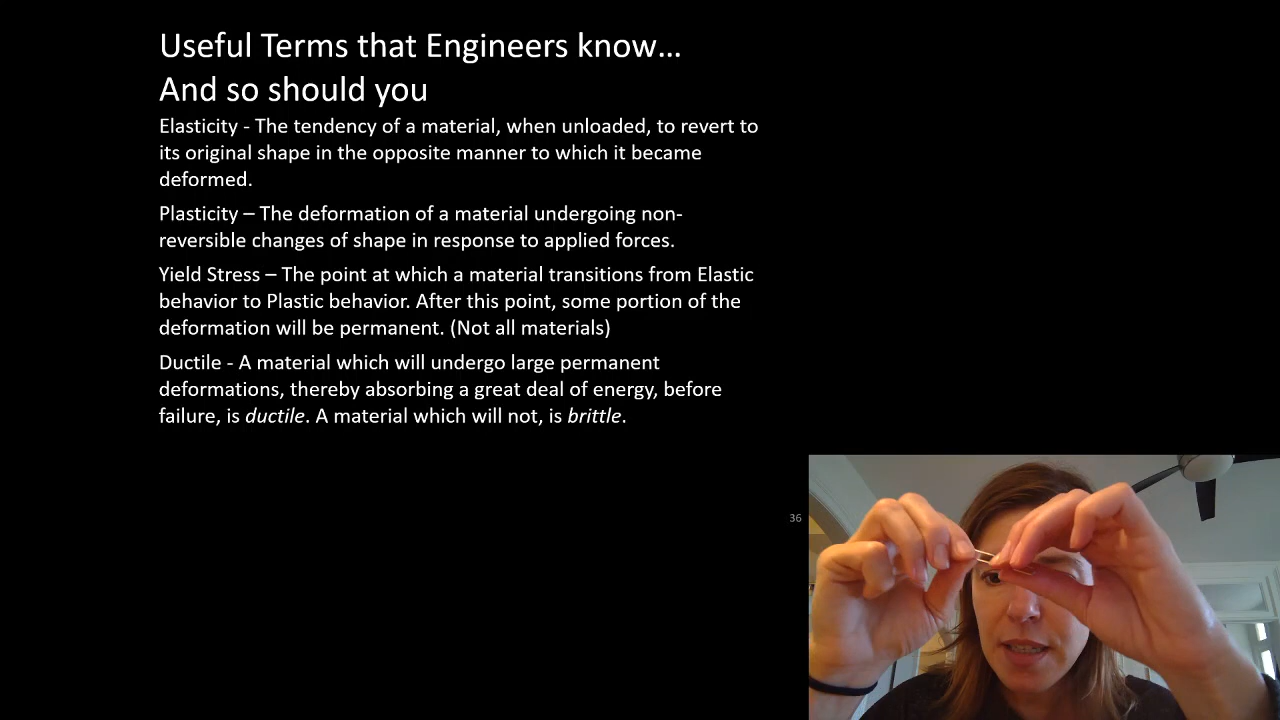 Useful Terms that Engineers know…
And so should you
Elasticity - The tendency of a material, when unloaded, to revert to
its original shape in the opposite manner to which it became
deformed.
Plasticity – The deformation of a material undergoing non-
reversible changes of shape in response to applied forces.
Yield Stress – The point at which a material transitions from Elastic
behavior to Plastic behavior. After this point, some portion of the
deformation will be permanent. (Not all materials)
Ductile - A material which will undergo large permanent
deformations, thereby absorbing a great deal of energy, before
failure, is ductile. A material which will not, is brittle.
36